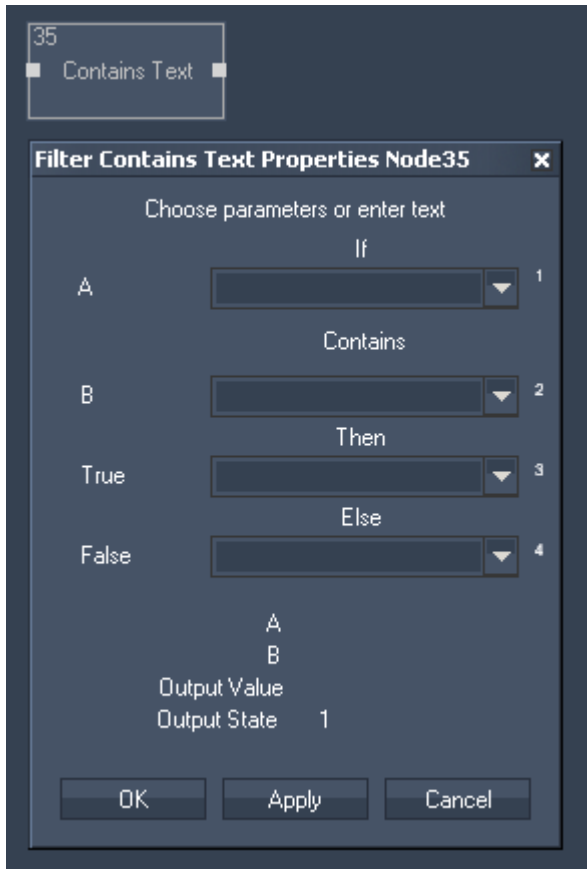 35
Contains Text
Filter Contains Text Properties Node35 x
Choose parameters or enter text
If
A 1
Contains
B 2
Then
True 3
Else
False 4
A
B
Output Value
Output State 1
OK Apply Cancel